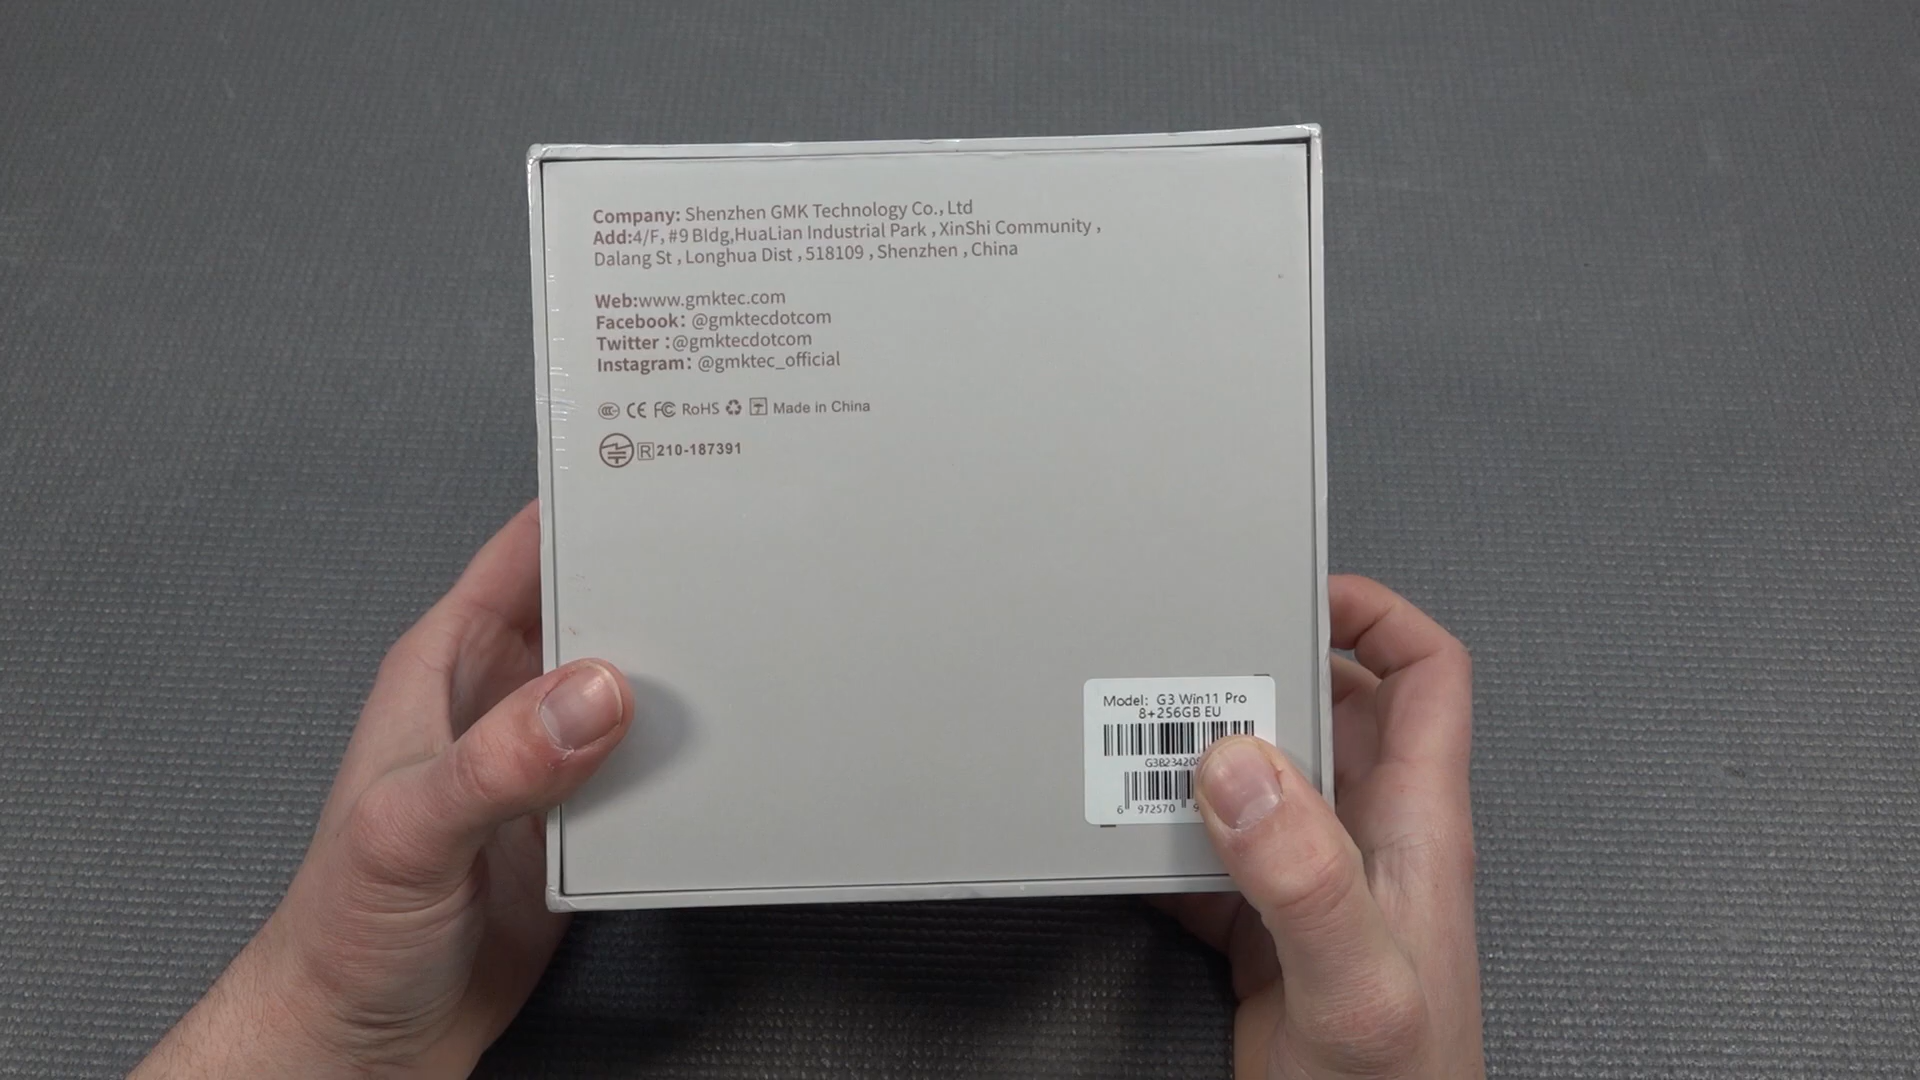 Company: Shenzhen GMK Technology Co., Ltd
Add:4/F, #9 Bldg,HuaLian Industrial Park , XinShi Community ,
Dalang St , Longhua Dist , 518109 , Shenzhen , China
Web:www.gmktec.com
Facebook: @gmktecdotcom
Twitter :@gmktecdotcom
Instagram: @gmktec_official
CE FC RoHS Made in China
R 210-187391
Model: G3 Win11 Pro
8+256GB EU
G3B23420
6 972570 9